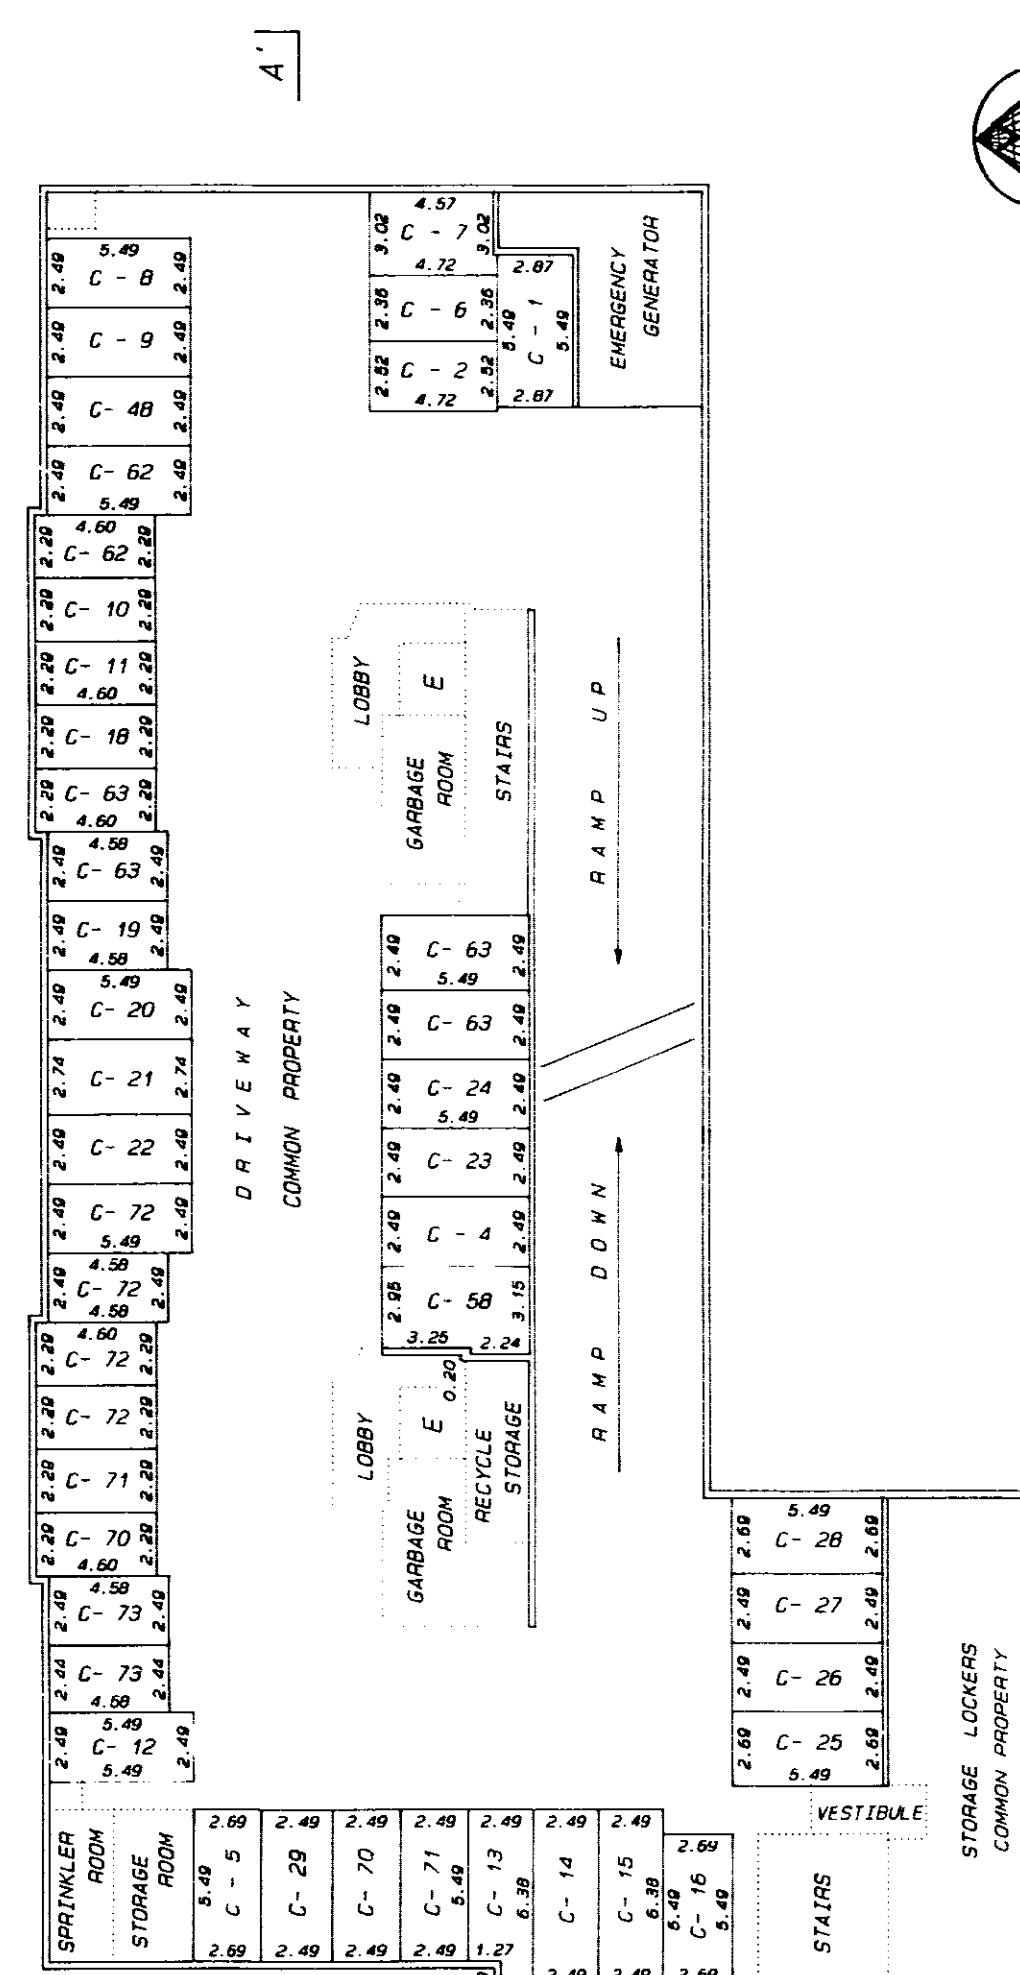 A'
4.57
3.02 C - 7 3.02
4.72
2.36 C - 6 2.36
2.52 C - 2 2.52
4.72
2.87
5.49 C - 1 5.49
2.87
EMERGENCY
GENERATOR
5.49
2.49 C - 8 2.49
2.49 C - 9 2.49
2.49 C- 48 2.49
2.49 C- 62 2.49
5.49
4.60
2.29 C- 62 2.29
2.29 C- 10 2.29
2.29 C- 11 2.29
4.60
2.29 C- 18 2.29
2.29 C- 63 2.29
4.60
4.58
2.49 C- 63 2.49
2.49 C- 19 2.49
4.58
5.49
2.49 C- 20 2.49
2.74 C- 21 2.74
2.49 C- 22 2.49
2.49 C- 72 2.49
5.49
4.58
2.49 C- 72 2.49
4.58
4.60
2.29 C- 72 2.29
2.29 C- 72 2.29
2.29 C- 71 2.29
2.29 C- 70 2.29
4.60
4.58
2.49 C- 73 2.49
2.44 C- 73 2.44
4.58
5.49
2.49 C- 12 2.49
5.49
DRIVEWAY
COMMON PROPERTY
LOBBY
E
GARBAGE
ROOM
STAIRS
RAMP UP
2.49 C- 63 2.49
5.49
2.49 C- 63 2.49
2.49 C- 24 2.49
5.49
2.49 C- 23 2.49
2.49 C - 4 2.49
2.95 C- 58 3.15
3.25 2.24
0.20
RAMP DOWN
LOBBY
E
GARBAGE
ROOM
RECYCLE
STORAGE
5.49
2.69 C- 28 2.69
2.49 C- 27 2.49
2.49 C- 26 2.49
2.69 C- 25 2.69
5.49
VESTIBULE
STORAGE LOCKERS
COMMON PROPERTY
STAIRS
SPRINKLER
ROOM
STORAGE
ROOM
2.69 2.49 2.49 2.49 2.49 2.49 2.49
2.69
5.49 C - 5
C- 29
C- 70
C- 71 5.49
C- 13 6.38
C- 14
C- 15 6.38
5.49 C- 16 5.49
2.69 2.49 2.49 2.49 1.27
2.49 2.49 2.69